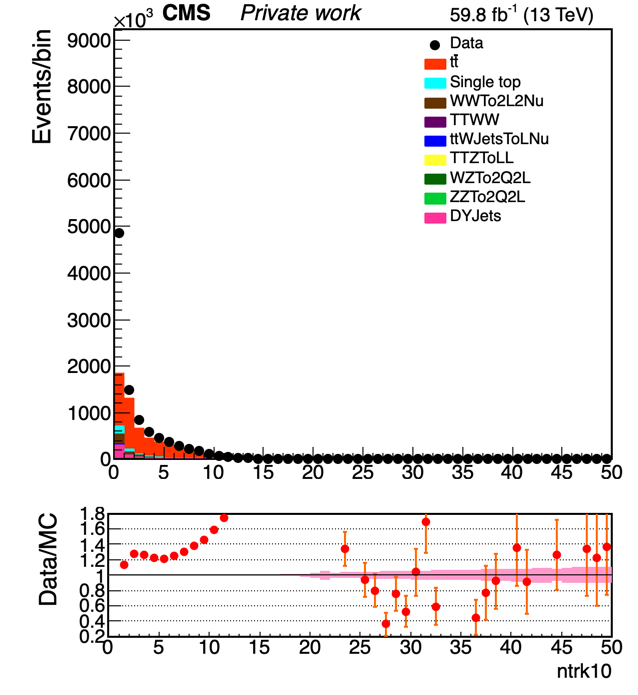 ×10³ CMS Private work 59.8 fb⁻¹ (13 TeV)
Events/bin
9000
8000
7000
6000
5000
4000
3000
2000
1000
0
Data
tt̄
Single top
WWTo2L2Nu
TTWW
ttWJetsToLNu
TTZToLL
WZTo2Q2L
ZZTo2Q2L
DYJets
0 5 10 15 20 25 30 35 40 45 50
Data/MC
1.8
1.6
1.4
1.2
1
0.8
0.6
0.4
0.2
0 5 10 15 20 25 30 35 40 45 50
ntrk10